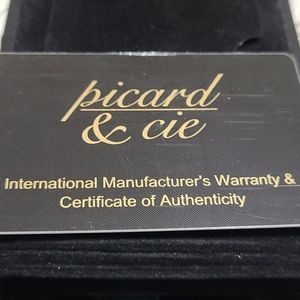 picard
& cie
International Manufacturer's Warranty &
Certificate of Authenticity